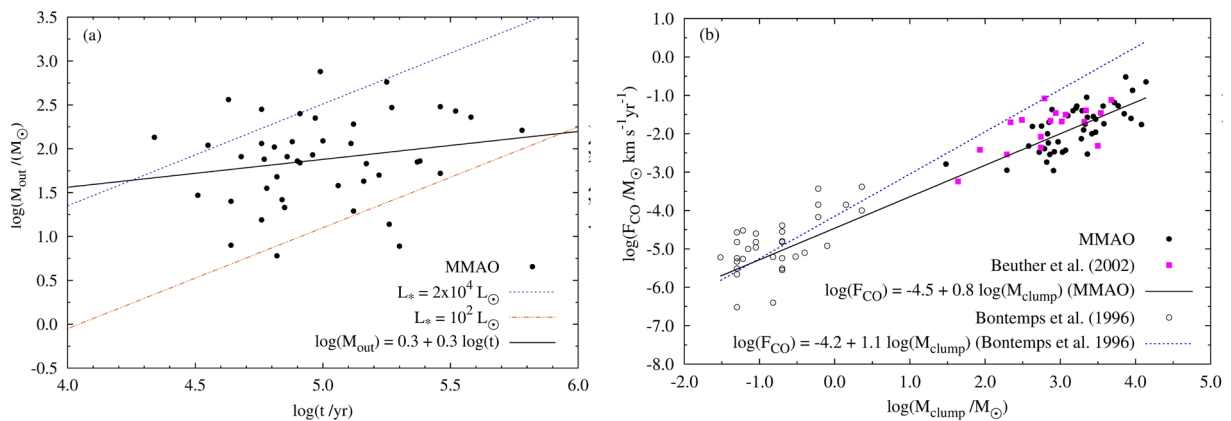 (a)
3.5
3.0
2.5
2.0
1.5
1.0
0.5
0.0
-0.5
log(M_out /(M_☉)
MMAO
L_* = 2x10^4 L_☉
L_* = 10^2 L_☉
log(M_out) = 0.3 + 0.3 log(t)
4.0 4.5 5.0 5.5 6.0
log(t /yr)
(b)
1.0
0.0
-1.0
-2.0
-3.0
-4.0
-5.0
-6.0
-7.0
-8.0
log(F_CO /M_☉ km s^-1 yr^-1)
MMAO
Beuther et al. (2002)
log(F_CO) = -4.5 + 0.8 log(M_clump) (MMAO)
Bontemps et al. (1996)
log(F_CO) = -4.2 + 1.1 log(M_clump) (Bontemps et al. 1996)
-2.0 -1.0 0.0 1.0 2.0 3.0 4.0 5.0
log(M_clump /M_☉)